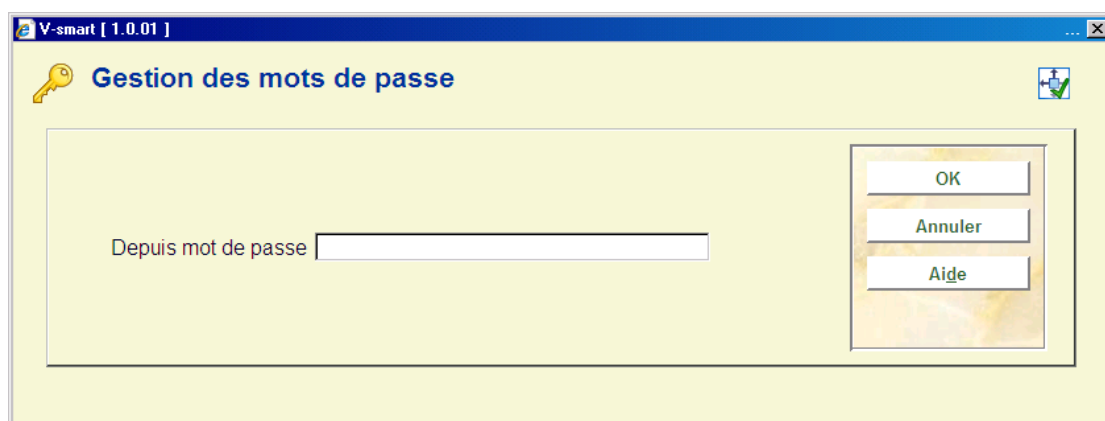 V-smart [ 1.0.01 ]
...
Gestion des mots de passe
OK
Annuler
Depuis mot de passe
Aide